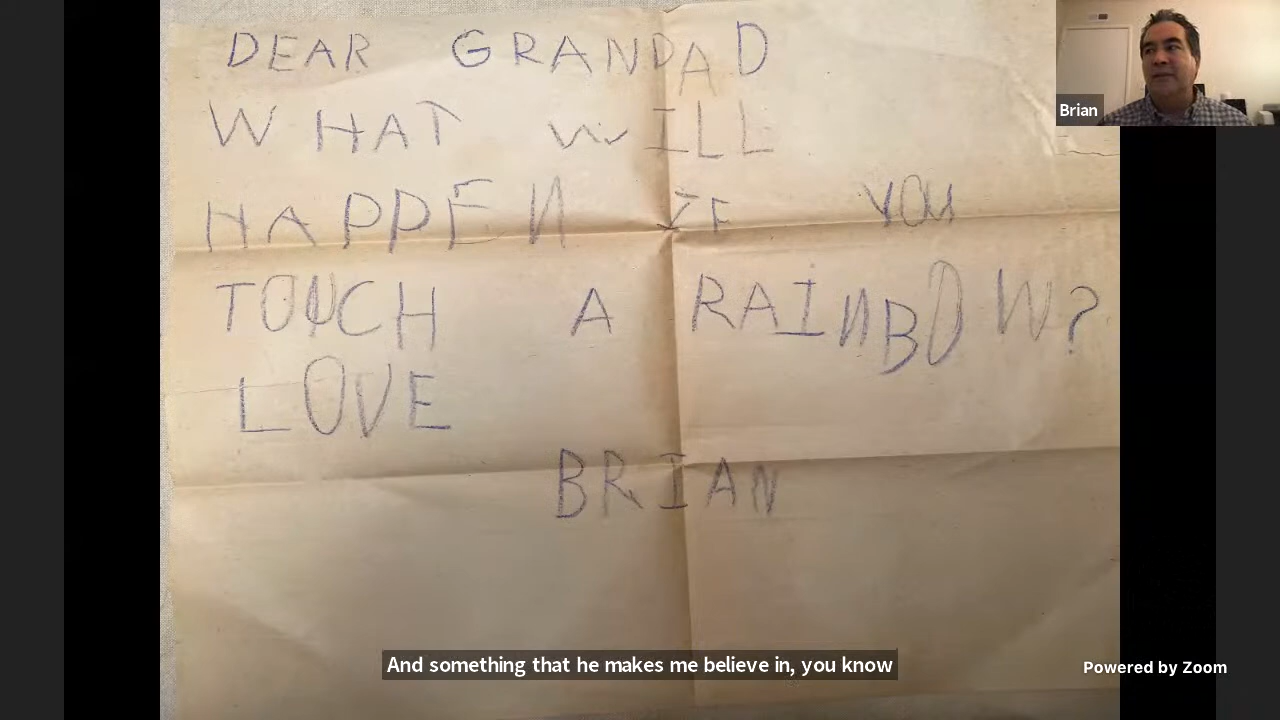 DEAR GRANDAD
WHAT WILL
HAPPEN IF YOU
TOUCH A RAINBOW?
LOVE
BRIAN
Brian
And something that he makes me believe in, you know
Powered by Zoom